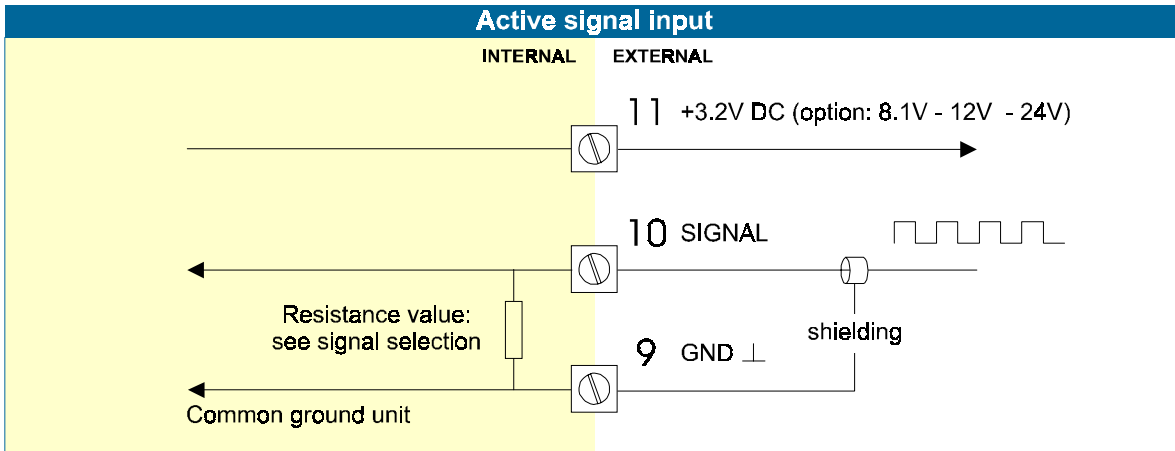 Active signal input
INTERNAL EXTERNAL
11 +3.2V DC (option: 8.1V - 12V - 24V)
10 SIGNAL
Resistance value:
see signal selection
shielding
9 GND ⊥
Common ground unit